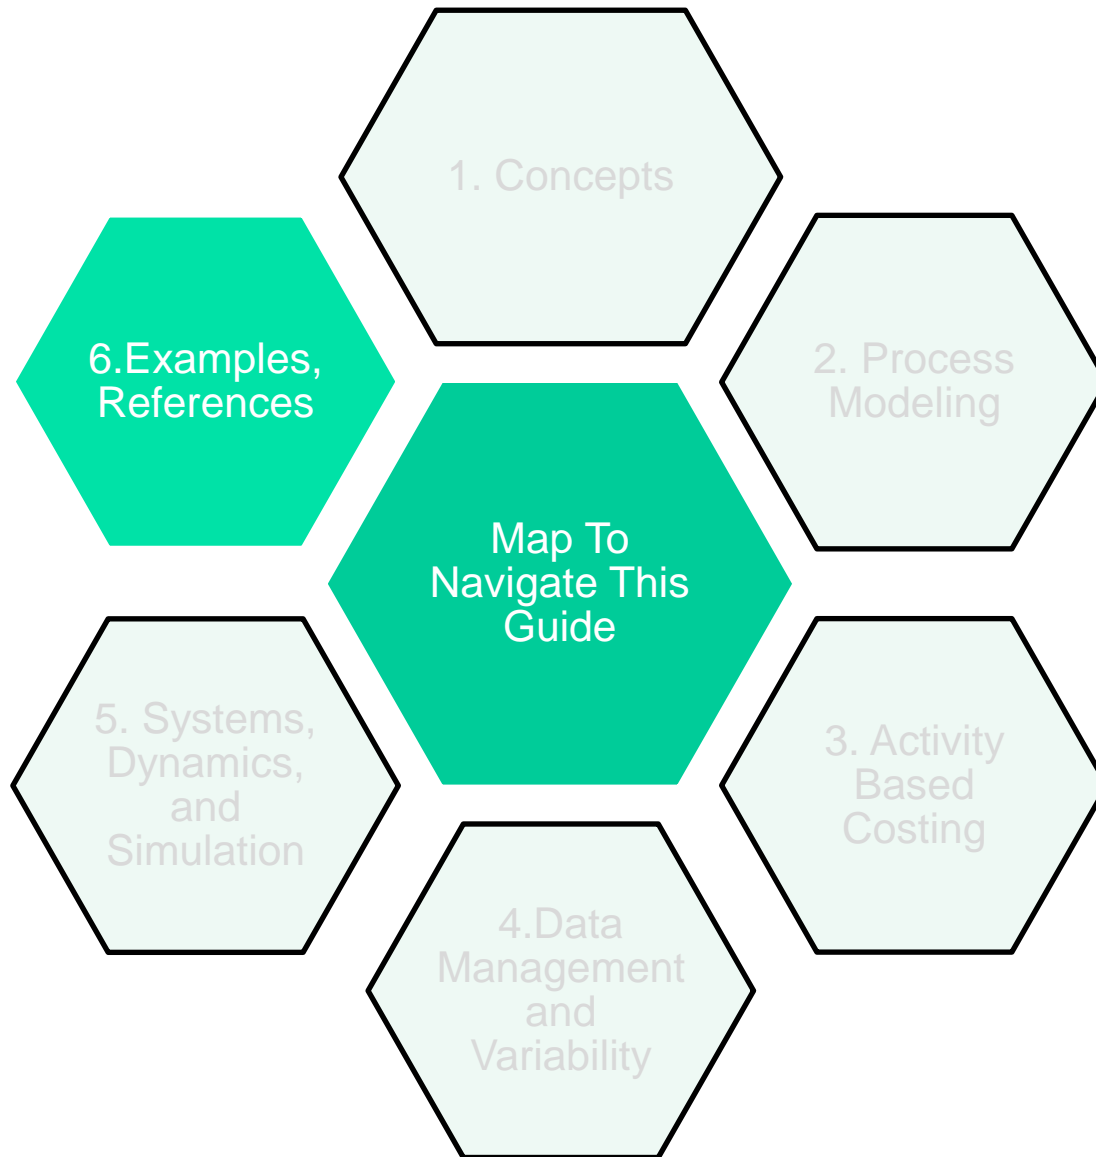 1. Concepts
2. Process
Modeling
3. Activity
Based
Costing
4.Data
Management
and
Variability
5. Systems,
Dynamics,
and
Simulation
6.Examples,
References
Map To
Navigate This
Guide